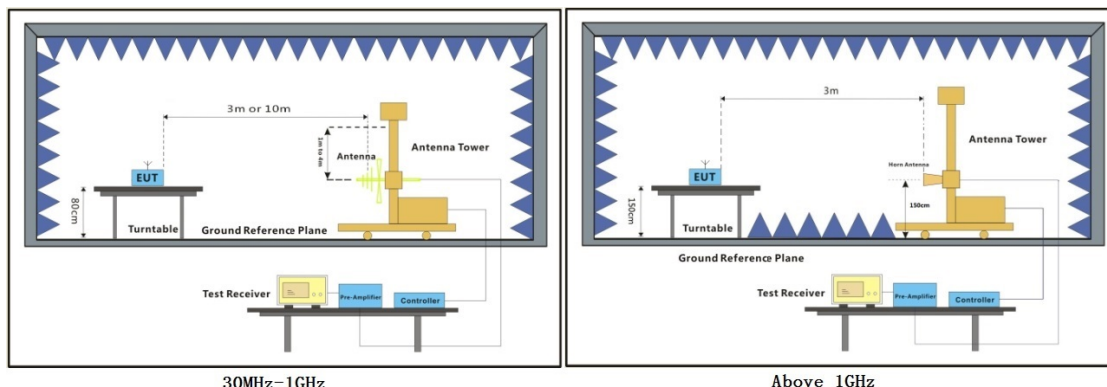 3m or 10m
1m to 4m
Antenna
Antenna Tower
EUT
80cm
Turntable
Ground Reference Plane
Test Receiver
Pre-Amplifier
Controller
30MHz-1GHz
3m
Horn Antenna
Antenna Tower
EUT
150cm
150cm
Turntable
Ground Reference Plane
Test Receiver
Pre-Amplifier
Controller
Above 1GHz